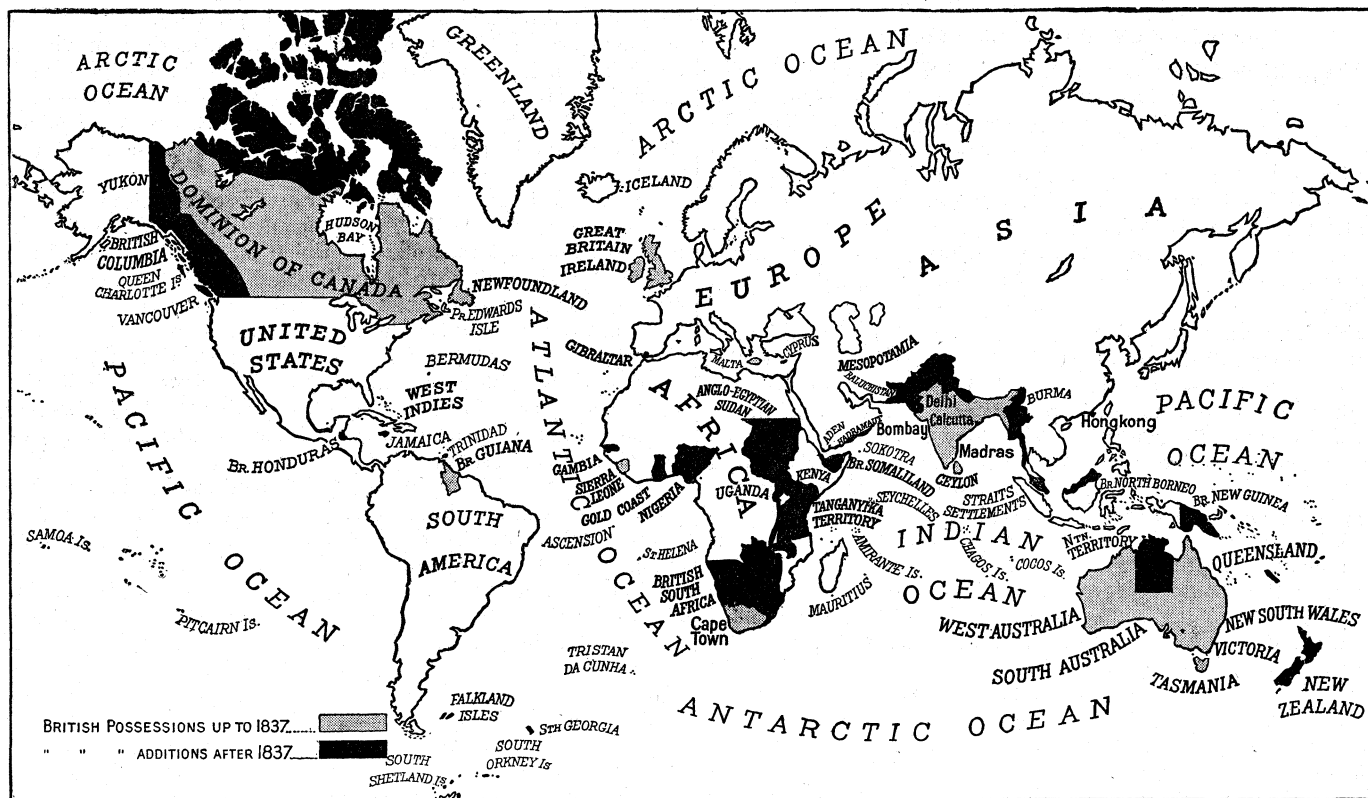 ARCTIC
OCEAN
GREENLAND
ARCTIC OCEAN
YUKON
DOMINION OF CANADA
HUDSON
BAY
ICELAND
BRITISH
COLUMBIA
QUEEN
CHARLOTTE Is
VANCOUVER
GREAT
BRITAIN
IRELAND
EUROPE
ASIA
NEWFOUNDLAND
Pr. EDWARDS
ISLE
UNITED
STATES
BERMUDAS
WEST
INDIES
JAMAICA
TRINIDAD
BR. HONDURAS
BR. GUIANA
PACIFIC OCEAN
ATLANTIC OCEAN
GIBRALTAR
MALTA
CYPRUS
MESOPOTAMIA
BALUCHISTAN
AFRICA
ANGLO-EGYPTIAN
SUDAN
ADEN
HADRAMAUT
SOKOTRA
BR. SOMALILAND
Delhi
Calcutta
Bombay
Madras
CEYLON
BURMA
Hongkong
PACIFIC
OCEAN
GAMBIA
SIERRA
LEONE
GOLD COAST
NIGERIA
UGANDA
KENYA
TANGANYIKA
TERRITORY
SEYCHELLES
STRAITS
SETTLEMENTS
BR. NORTH BORNEO
BR. NEW GUINEA
SOUTH
AMERICA
ASCENSION
ST HELENA
BRITISH
SOUTH
AFRICA
Cape
Town
AMIRANTE Is.
MAURITIUS
INDIAN
OCEAN
CHAGOS Is.
COCOS Is.
NTN.
TERRITORY
QUEENSLAND
SAMOA Is.
PITCAIRN Is.
WEST AUSTRALIA
SOUTH AUSTRALIA
NEW SOUTH WALES
VICTORIA
TASMANIA
NEW
ZEALAND
TRISTAN
DA CUNHA
FALKLAND
ISLES
STH GEORGIA
SOUTH
ORKNEY Is
SOUTH
SHETLAND Is.
ANTARCTIC OCEAN
BRITISH POSSESSIONS UP TO 1837
" " " ADDITIONS AFTER 1837